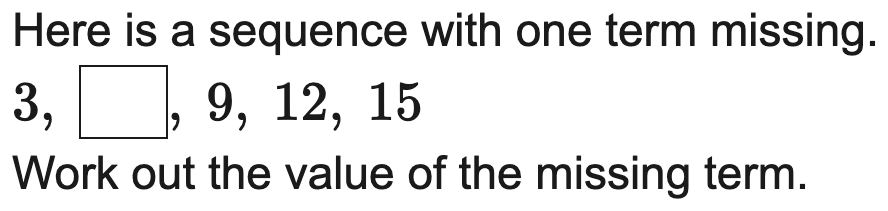 Here is a sequence with one term missing.
3, , 9, 12, 15
Work out the value of the missing term.